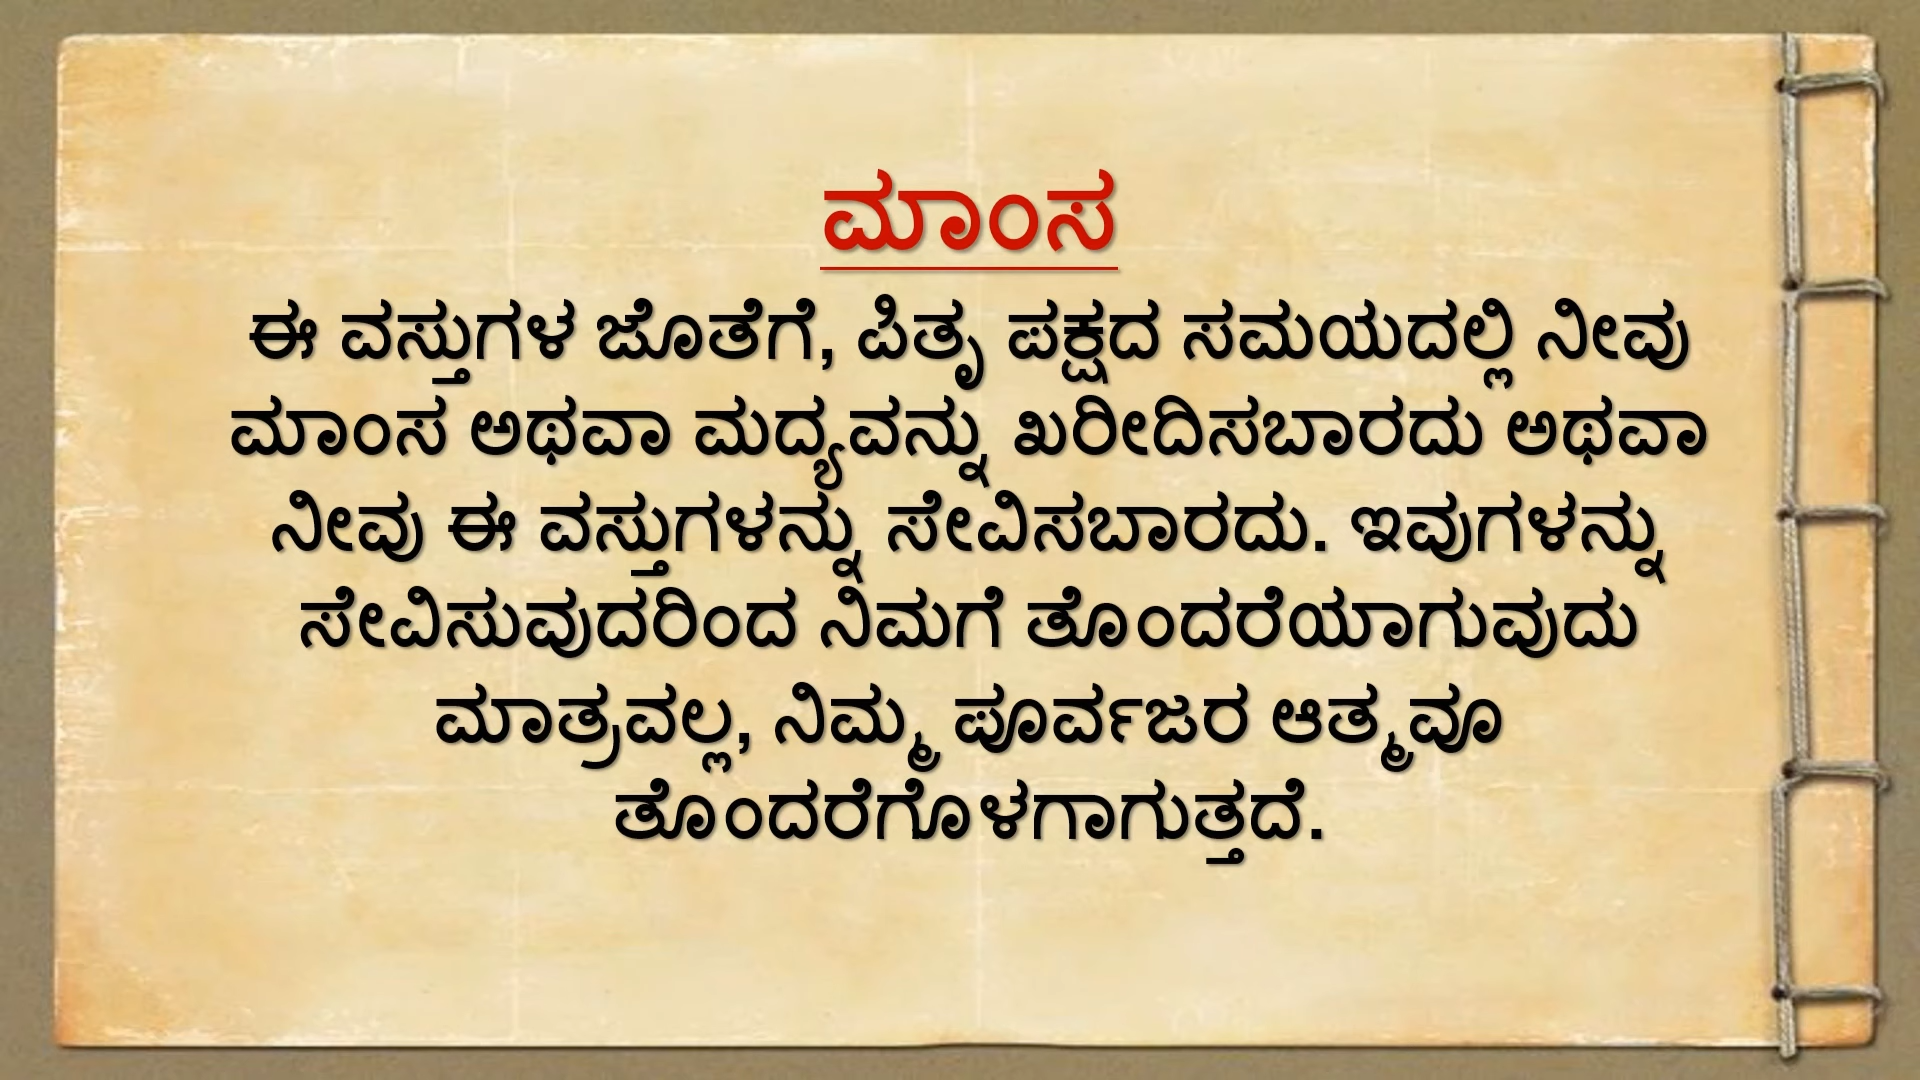 ಮಾಂಸ
ಈ ವಸ್ತುಗಳ ಜೊತೆಗೆ, ಪಿತೃ ಪಕ್ಷದ ಸಮಯದಲ್ಲಿ ನೀವು
ಮಾಂಸ ಅಥವಾ ಮದ್ಯವನ್ನು ಖರೀದಿಸಬಾರದು ಅಥವಾ
ನೀವು ಈ ವಸ್ತುಗಳನ್ನು ಸೇವಿಸಬಾರದು. ಇವುಗಳನ್ನು
ಸೇವಿಸುವುದರಿಂದ ನಿಮಗೆ ತೊಂದರೆಯಾಗುವುದು
ಮಾತ್ರವಲ್ಲ, ನಿಮ್ಮ ಪೂರ್ವಜರ ಆತ್ಮವೂ
ತೊಂದರೆಗೊಳಗಾಗುತ್ತದೆ.